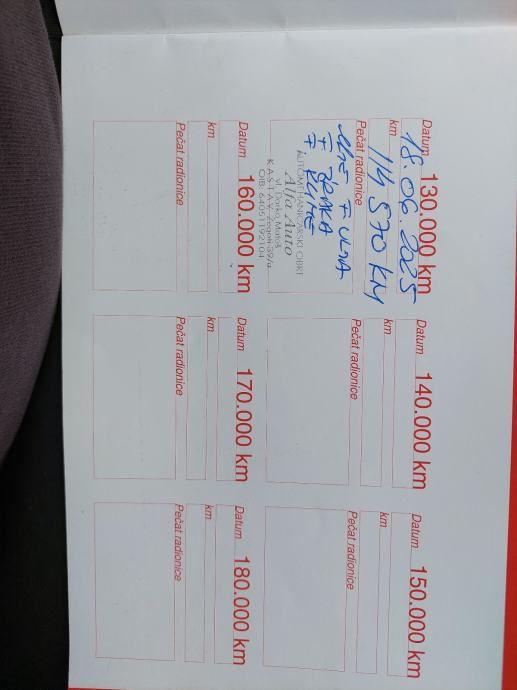 130.000 km
Datum
18.06.2025
km
114 570 KM
Pečat radionice
ULJE, F ULJA
F ZRAKA
F
AUTOMEHANIČARSKI OBRT
Alfa Auto
vl. Darko
KASTAV,
OIB: 64051192104
140.000 km
Datum
km
Pečat radionice
150.000 km
Datum
km
Pečat radionice
160.000 km
Datum
km
Pečat radionice
170.000 km
Datum
km
Pečat radionice
180.000 km
Datum
km
Pečat radionice